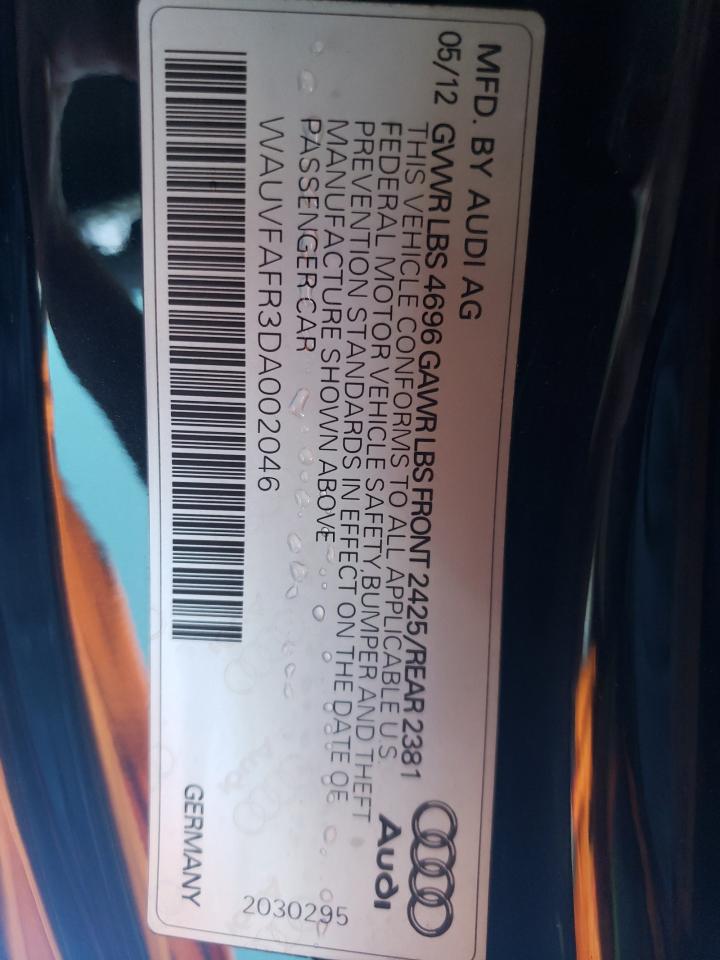 MFD. BY AUDI AG
05/12 GVWR LBS 4696 GAWR LBS FRONT 2425/REAR 2381
THIS VEHICLE CONFORMS TO ALL APPLICABLE U.S.
FEDERAL MOTOR VEHICLE SAFETY,BUMPER AND THEFT
PREVENTION STANDARDS IN EFFECT ON THE DATE OF
MANUFACTURE SHOWN ABOVE
PASSENGER CAR
WAUVFAFR3DA002046
Audi
2030295
GERMANY